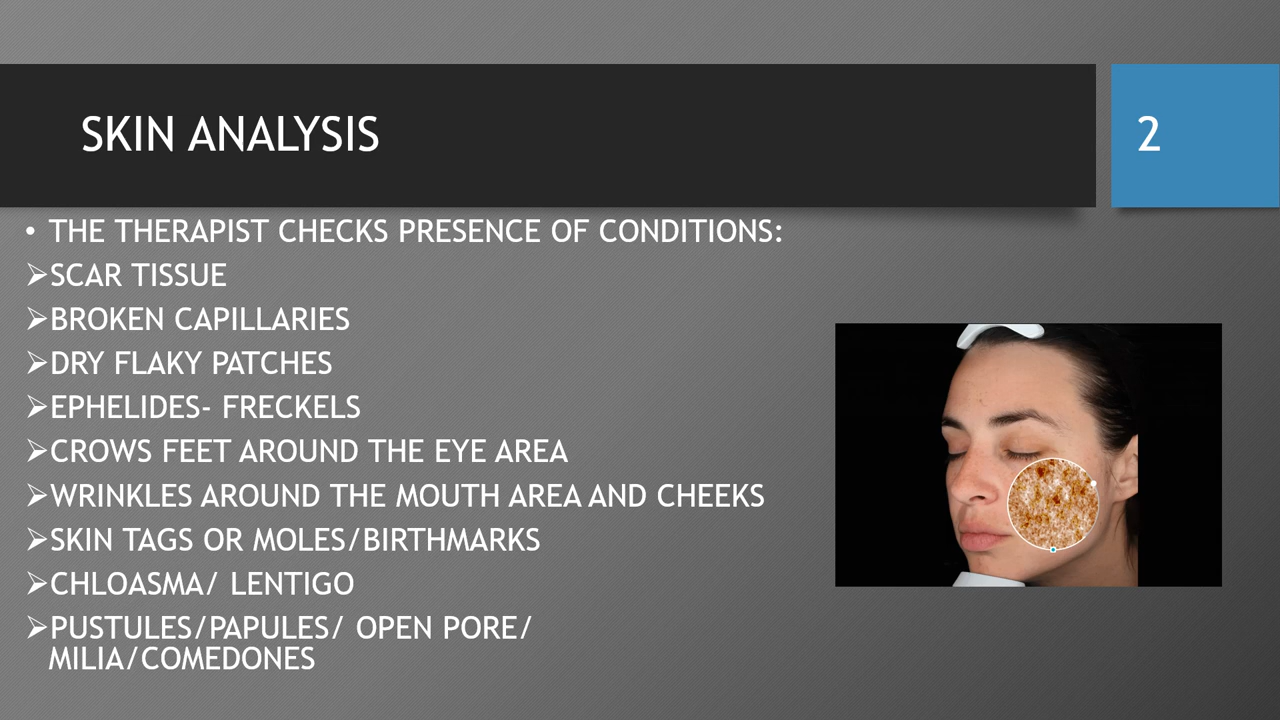 SKIN ANALYSIS
2
• THE THERAPIST CHECKS PRESENCE OF CONDITIONS:
➢SCAR TISSUE
➢BROKEN CAPILLARIES
➢DRY FLAKY PATCHES
➢EPHELIDES- FRECKELS
➢CROWS FEET AROUND THE EYE AREA
➢WRINKLES AROUND THE MOUTH AREA AND CHEEKS
➢SKIN TAGS OR MOLES/BIRTHMARKS
➢CHLOASMA/ LENTIGO
➢PUSTULES/PAPULES/ OPEN PORE/
MILIA/COMEDONES